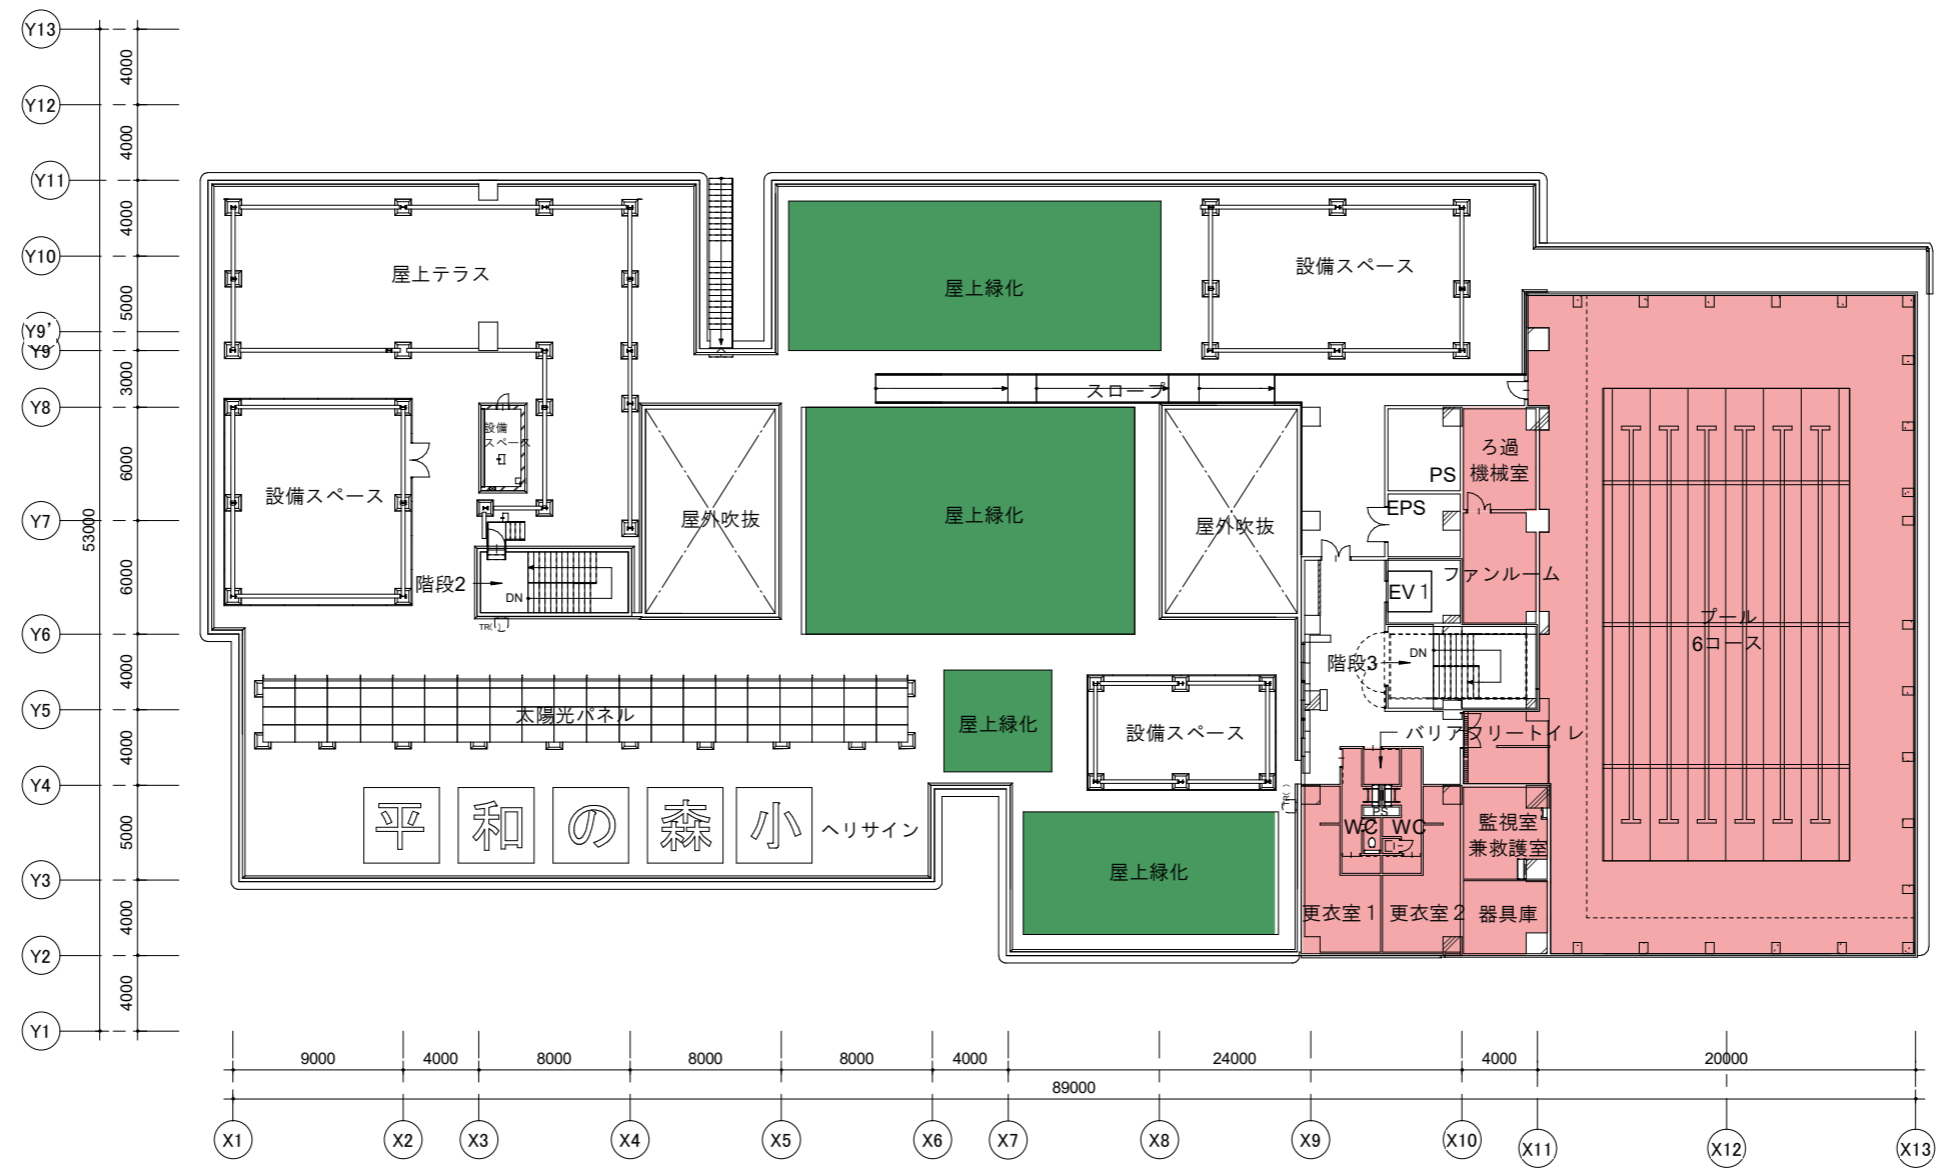 Y13
4000
Y12
4000
Y11
4000
Y10
5000
Y9'
Y9
3000
Y8
6000
Y7
53000
6000
Y6
4000
Y5
4000
Y4
5000
Y3
4000
Y2
4000
Y1
屋上テラス
屋上緑化
設備スペース
スロープ
設備
スペース
設備スペース
屋外吹抜
屋上緑化
屋外吹抜
PS
ろ過
機械室
EPS
階段2
DN
EV1
ファンルーム
プール
6コース
TR( )
階段3
DN
太陽光パネル
屋上緑化
設備スペース
バリアフリートイレ
TR( )
平和の森小
ヘリサイン
PS
WC
WC
監視室
兼救護室
屋上緑化
更衣室1
更衣室2
器具庫
9000
4000
8000
8000
8000
4000
24000
4000
20000
89000
X1
X2
X3
X4
X5
X6
X7
X8
X9
X10
X11
X12
X13